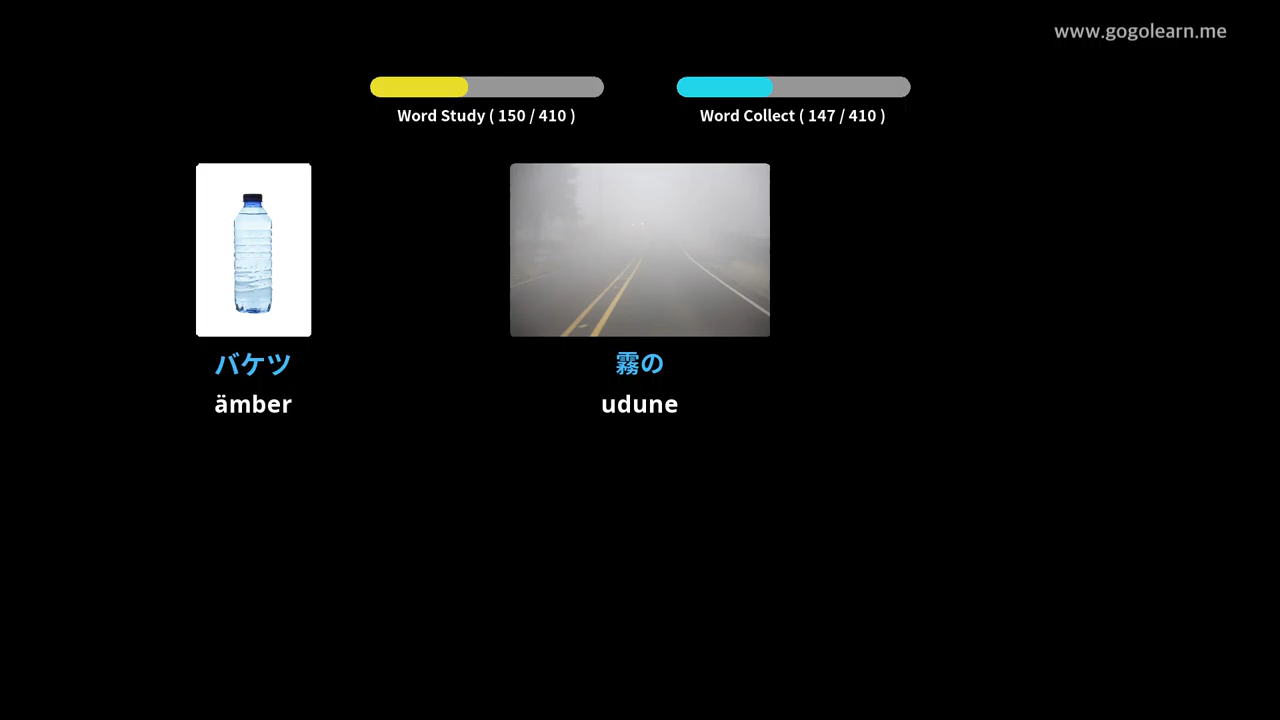 www.gogolearn.me
Word Study ( 150 / 410 )
Word Collect ( 147 / 410 )
バケツ
ämber
霧の
udune